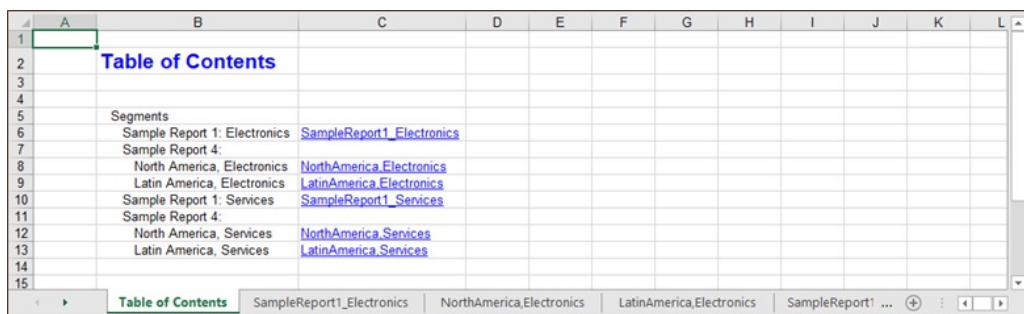 A B C D E F G H I J K L
1
2 Table of Contents
3
4
5 Segments
6 Sample Report 1: Electronics SampleReport1_Electronics
7 Sample Report 4:
8 North America, Electronics NorthAmerica,Electronics
9 Latin America, Electronics LatinAmerica,Electronics
10 Sample Report 1: Services SampleReport1_Services
11 Sample Report 4:
12 North America, Services NorthAmerica,Services
13 Latin America, Services LatinAmerica,Services
14
15
Table of Contents SampleReport1_Electronics NorthAmerica,Electronics LatinAmerica,Electronics SampleReport1 ...